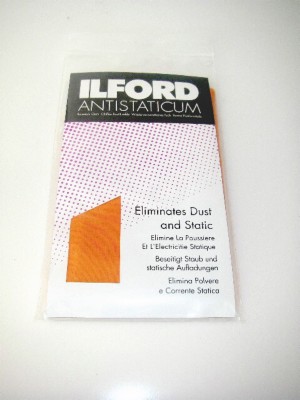 ILFORD
ANTISTATICUM
Eliminates Dust
and Static
Elimine La Poussiere
Et L'Electricitie Statique
Beseitigt Staub und
statische Aufladungen
Elimina Polvere
e Corrente Statica